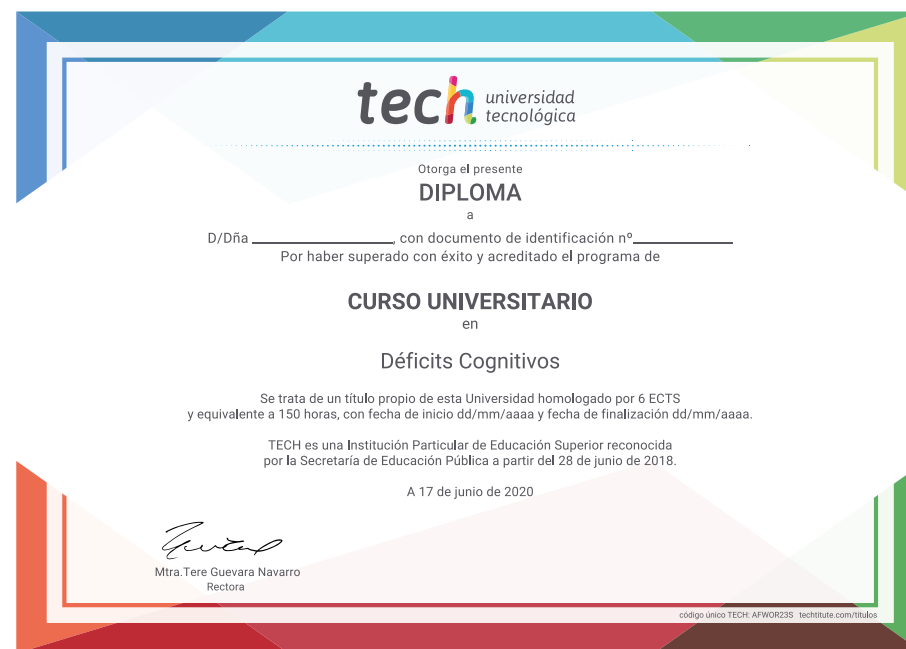 tech universidad
tecnológica
Otorga el presente
DIPLOMA
a
D/Dña ____________________, con documento de identificación nº______________
Por haber superado con éxito y acreditado el programa de
CURSO UNIVERSITARIO
en
Déficits Cognitivos
Se trata de un título propio de esta Universidad homologado por 6 ECTS
y equivalente a 150 horas, con fecha de inicio dd/mm/aaaa y fecha de finalización dd/mm/aaaa.
TECH es una Institución Particular de Educación Superior reconocida
por la Secretaría de Educación Pública a partir del 28 de junio de 2018.
A 17 de junio de 2020
Mtra.Tere Guevara Navarro
Rectora
código único TECH: AFWOR23S techtitute.com/titulos